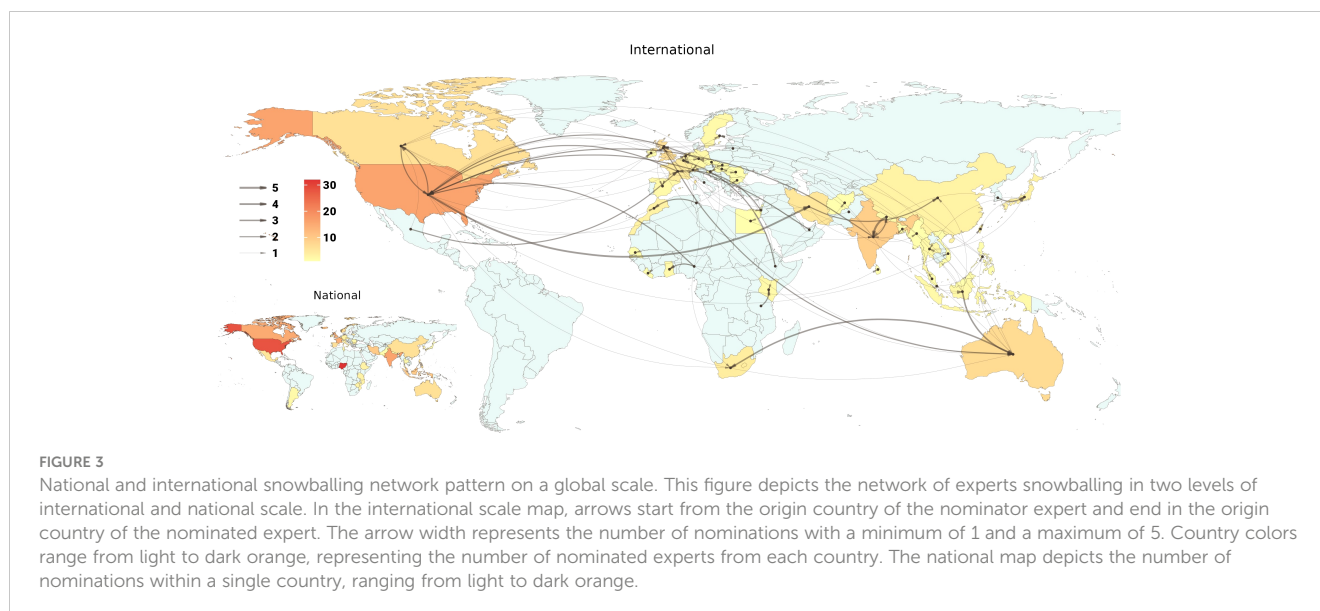 International
5
4
3
2
1
30
20
10
National
FIGURE 3
National and international snowballing network pattern on a global scale. This figure depicts the network of experts snowballing in two levels of
international and national scale. In the international scale map, arrows start from the origin country of the nominator expert and end in the origin
country of the nominated expert. The arrow width represents the number of nominations with a minimum of 1 and a maximum of 5. Country colors
range from light to dark orange, representing the number of nominated experts from each country. The national map depicts the number of
nominations within a single country, ranging from light to dark orange.